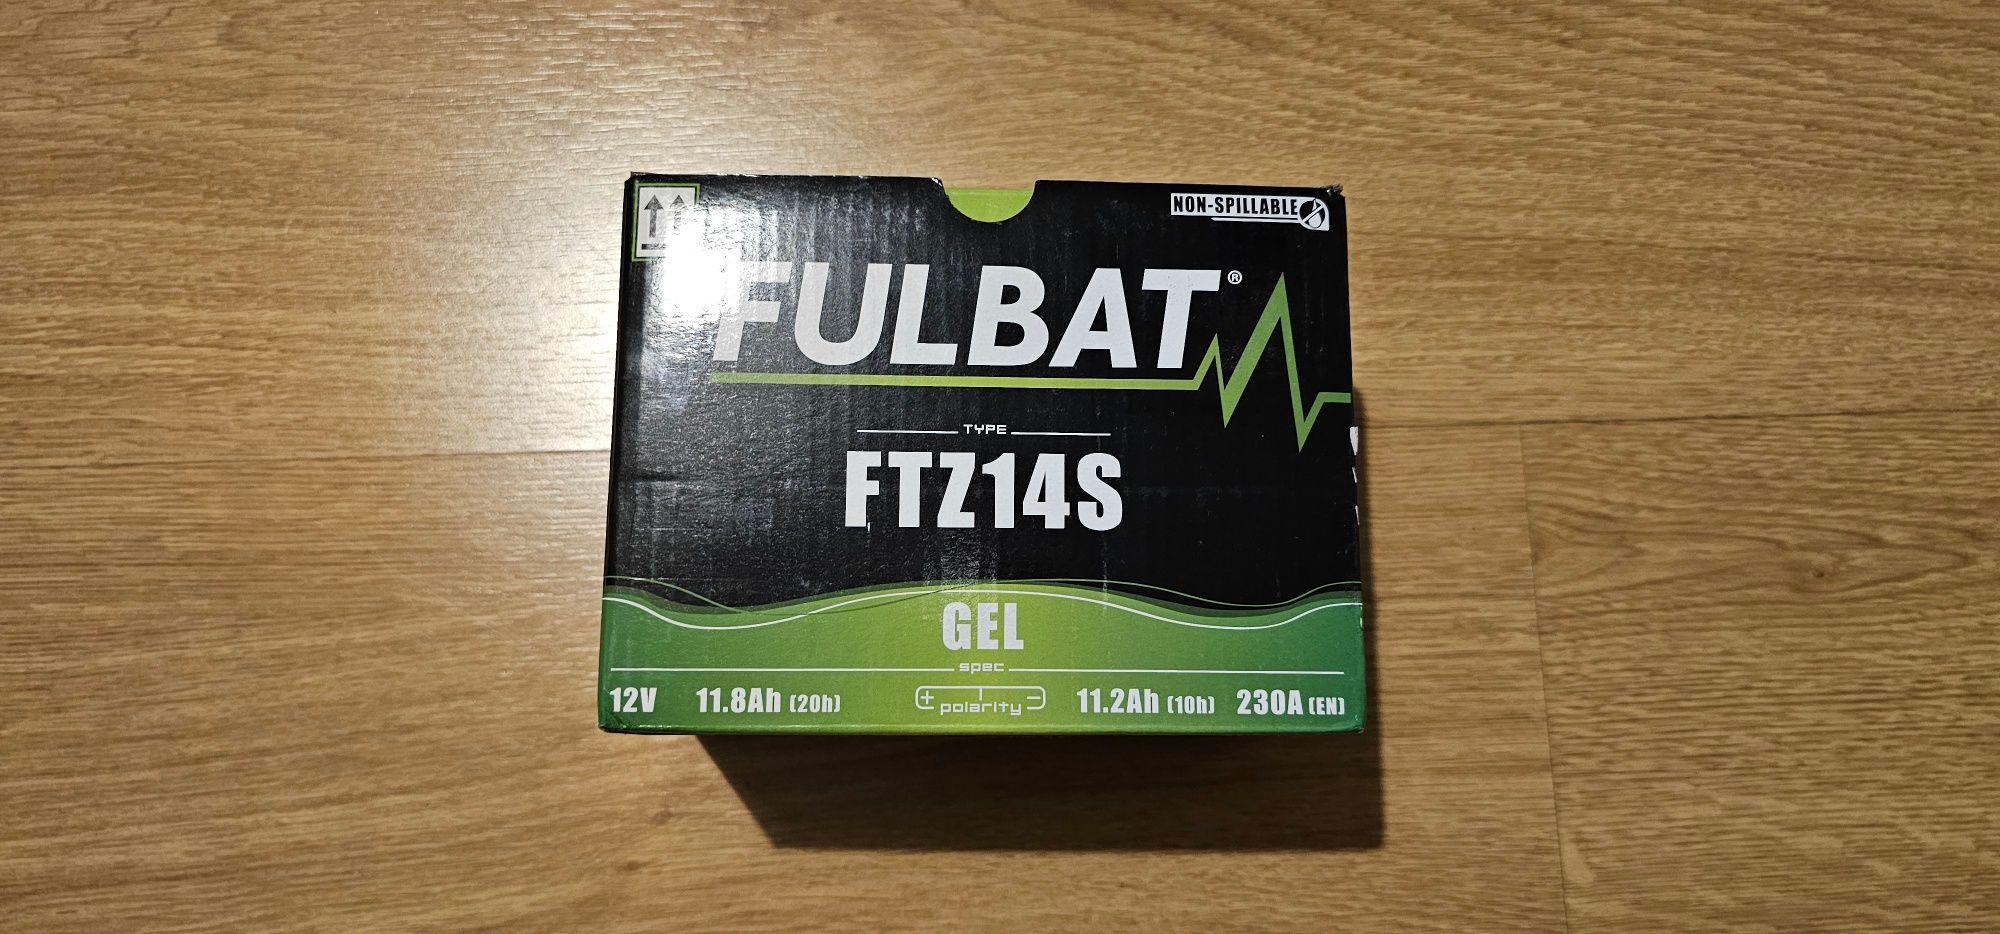 NON-SPILLABLE
FULBAT®
TYPE
FTZ14S
GEL
spec
12V 11.8Ah (20h) + polarity - 11.2Ah (10h) 230A (EN)